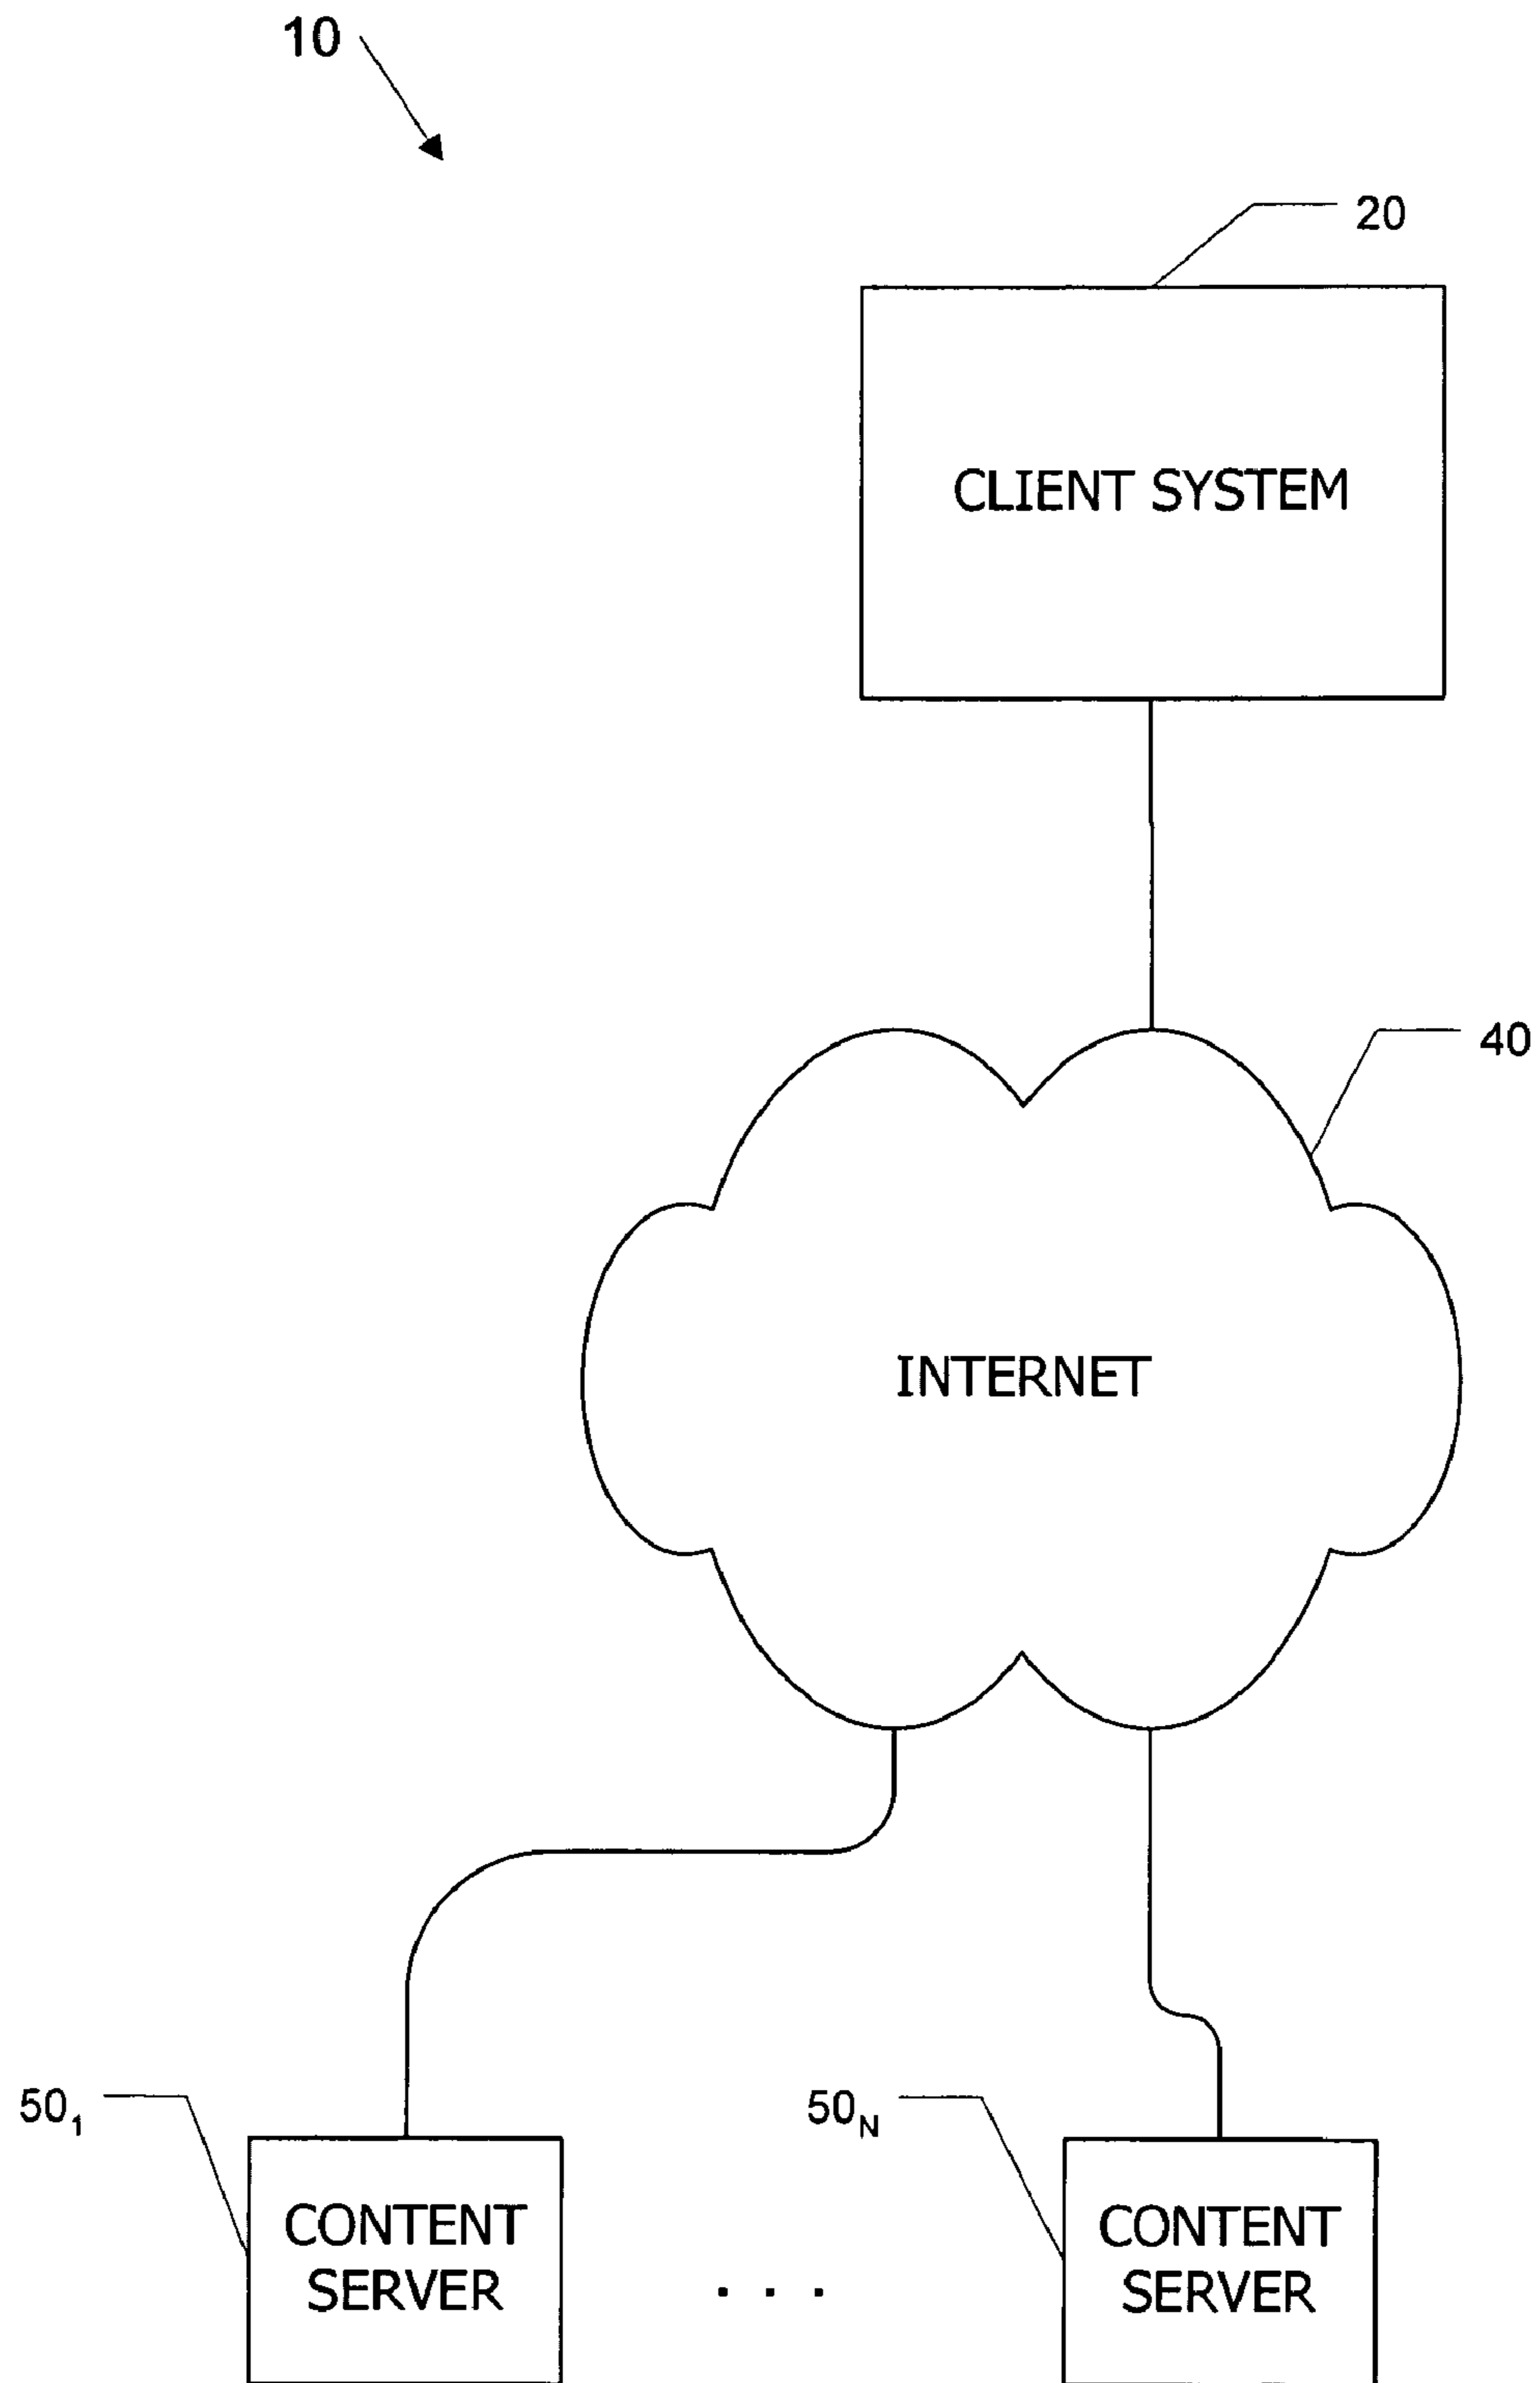 10
20
CLIENT SYSTEM
40
INTERNET
50₁
50N
CONTENT
SERVER
. . .
CONTENT
SERVER